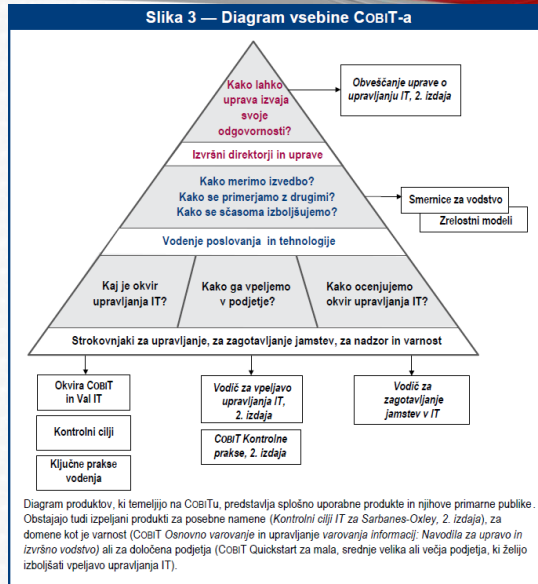 Slika 3 — Diagram vsebine COBIT-a
Kako lahko
uprava izvaja
svoje
odgovornosti?
Obveščanje uprave o
upravljanju IT, 2. izdaja
Izvršni direktorji in uprave
Kako merimo izvedbo?
Kako se primerjamo z drugimi?
Kako se sčasoma izboljšujemo?
Smernice za vodstvo
Zrelostni modeli
Vodenje poslovanja in tehnologije
Kaj je okvir
upravljanja IT?
Kako ga vpeljemo
v podjetje?
Kako ocenjujemo
okvir upravljanja IT?
Strokovnjaki za upravljanje, za zagotavljanje jamstev, za nadzor in varnost
Okvira COBIT
in Val IT
Kontrolni cilji
Ključne prakse
vodenja
Vodič za vpeljavo
upravljanja IT,
2. izdaja
COBIT Kontrolne
prakse, 2. izdaja
Vodič za
zagotavljanje
jamstev v IT
Diagram produktov, ki temeljijo na COBITu, predstavlja splošno uporabne produkte in njihove primarne publike.
Obstajajo tudi izpeljani produkti za posebne namene (Kontrolni cilji IT za Sarbanes-Oxley, 2. izdaja), za
domene kot je varnost (COBIT Osnovno varovanje in upravljanje varovanja informacij: Navodila za upravo in
izvršno vodstvo) ali za določena podjetja (COBIT Quickstart za mala, srednje velika ali večja podjetja, ki želijo
izboljšati vpeljavo upravljanja IT).